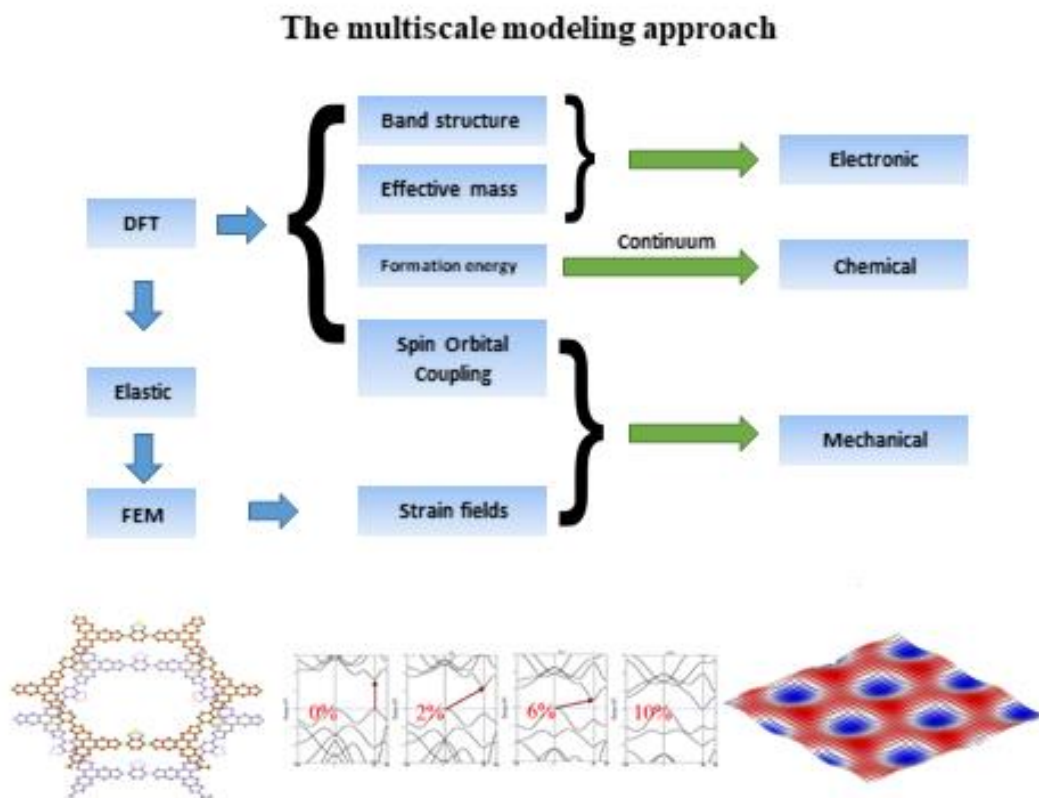 The multiscale modeling approach
Band structure
Electronic
Effective mass
DFT
Continuum
Formation energy
Chemical
Spin Orbital
Coupling
Elastic
Mechanical
FEM
Strain fields
0%
2%
6%
10%